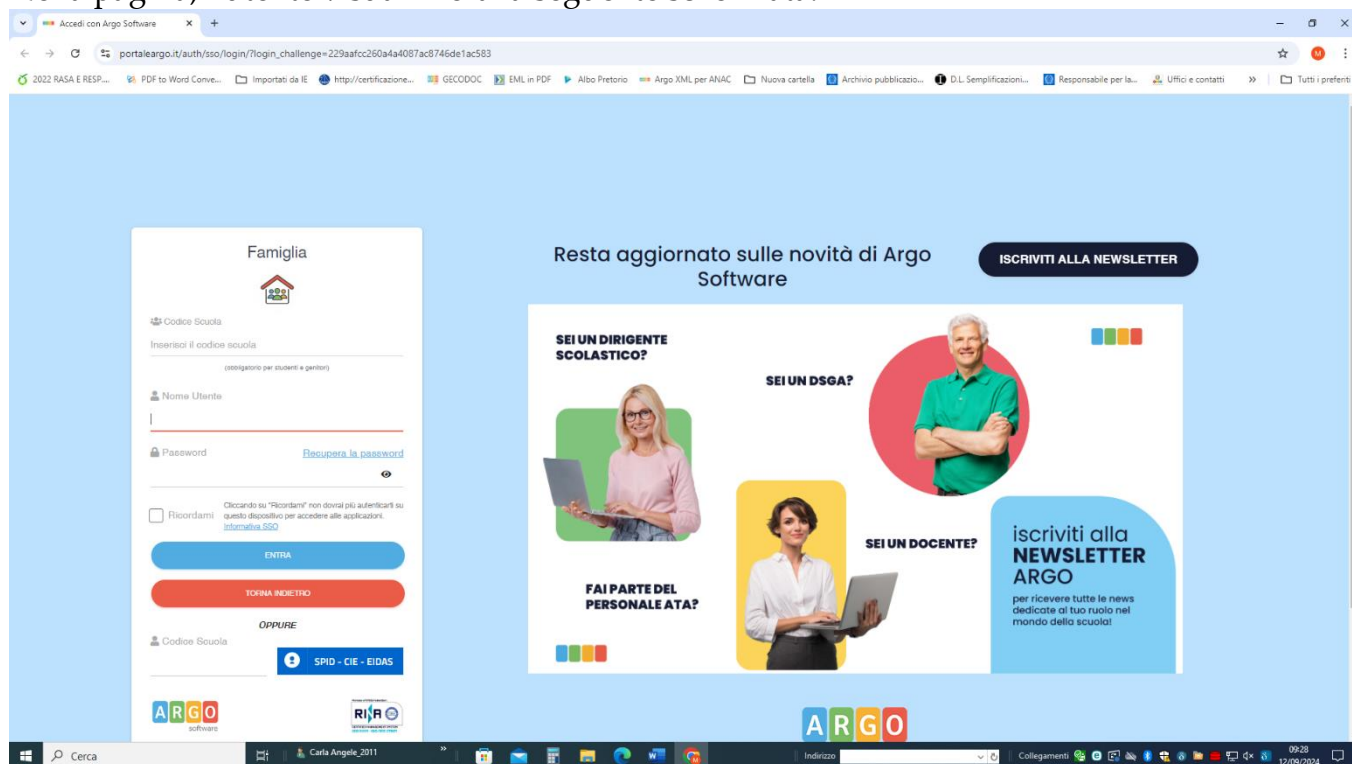 Accedi con Argo Software
portaleargo.it/auth/sso/login/?login_challenge=229aafcc260a4a4087ac8746de1ac583
M
2022 RASA E RESP....
PDF to Word Conve...
Importati da IE
http://certificazione...
GECODOC
EML in PDF
Albo Pretorio
Argo XML per ANAC
Nuova cartella
Archivio pubblicazio...
D.L. Semplificazioni...
Responsabile per la...
Uffici e contatti
Tutti i preferiti
Famiglia
Codice Scuola
Inserisci il codice scuola
(obbligatorio per studenti e genitori)
Nome Utente
Password
Recupera la password
Ricordami
Cliccando su "Ricordami" non dovrai più autenticarti su
questo dispositivo per accedere alle applicazioni.
Informativa SSO
ENTRA
TORNA INDIETRO
OPPURE
Codice Scuola
SPID - CIE - EIDAS
ARGO
software
RINA
Resta aggiornato sulle novità di Argo
Software
ISCRIVITI ALLA NEWSLETTER
SEI UN DIRIGENTE
SCOLASTICO?
SEI UN DSGA?
SEI UN DOCENTE?
FAI PARTE DEL
PERSONALE ATA?
iscriviti alla
NEWSLETTER
ARGO
per ricevere tutte le news
dedicate al tuo ruolo nel
mondo della scuola!
ARGO
Cerca
Carla Angele_2011
Indirizzo
Collegamenti
09:28
12/09/2024